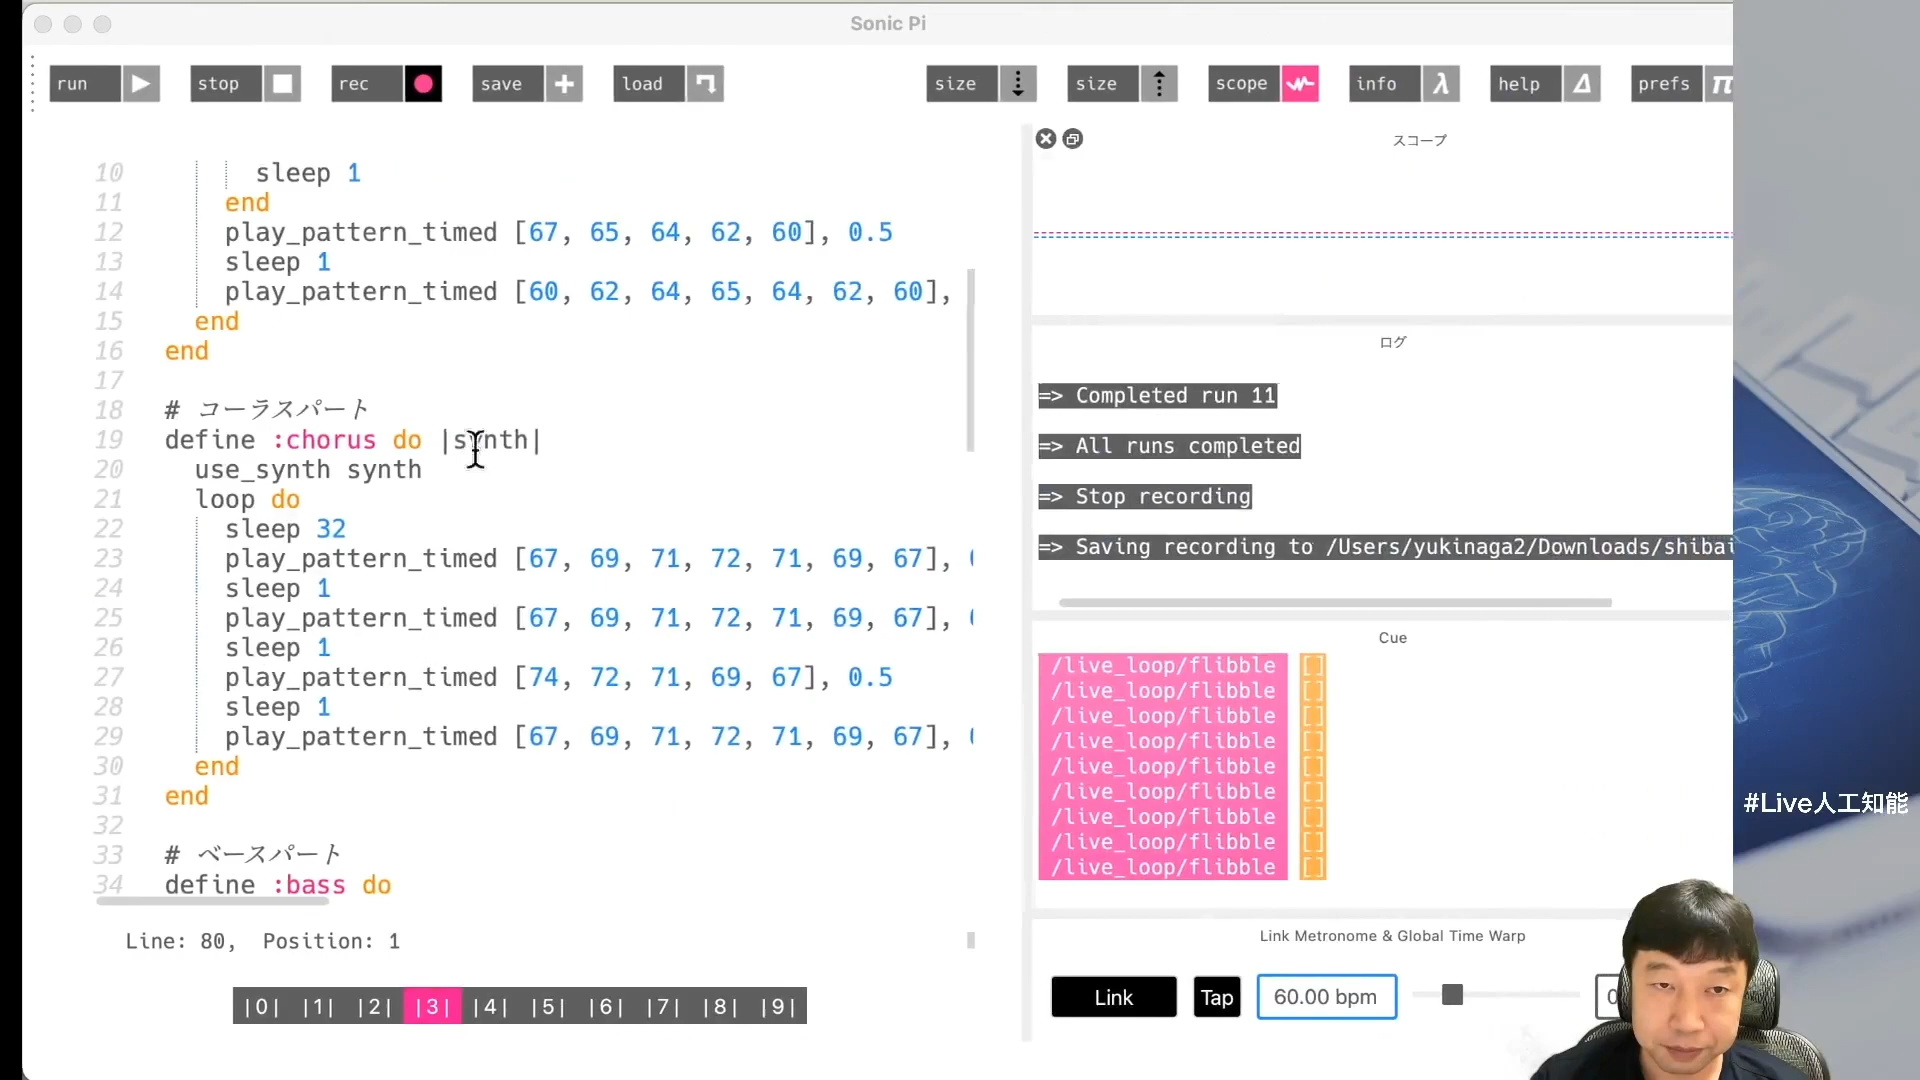 Sonic Pi
run
stop
rec
save
load
size
size
scope
info
help
prefs
10 sleep 1
11 end
12 play_pattern_timed [67, 65, 64, 62, 60], 0.5
13 sleep 1
14 play_pattern_timed [60, 62, 64, 65, 64, 62, 60],
15 end
16 end
17
18 # コーラスパート
19 define :chorus do |synth|
20 use_synth synth
21 loop do
22 sleep 32
23 play_pattern_timed [67, 69, 71, 72, 71, 69, 67],
24 sleep 1
25 play_pattern_timed [67, 69, 71, 72, 71, 69, 67],
26 sleep 1
27 play_pattern_timed [74, 72, 71, 69, 67], 0.5
28 sleep 1
29 play_pattern_timed [67, 69, 71, 72, 71, 69, 67],
30 end
31 end
32
33 # ベースパート
34 define :bass do
Line: 80, Position: 1
|0| |1| |2| |3| |4| |5| |6| |7| |8| |9|
スコープ
ログ
=> Completed run 11
=> All runs completed
=> Stop recording
=> Saving recording to /Users/yukinaga2/Downloads/shibai
Cue
/live_loop/flibble []
/live_loop/flibble []
/live_loop/flibble []
/live_loop/flibble []
/live_loop/flibble []
/live_loop/flibble []
/live_loop/flibble []
/live_loop/flibble []
/live_loop/flibble []
Link Metronome & Global Time Warp
Link
Tap
60.00 bpm
#Live人工知能